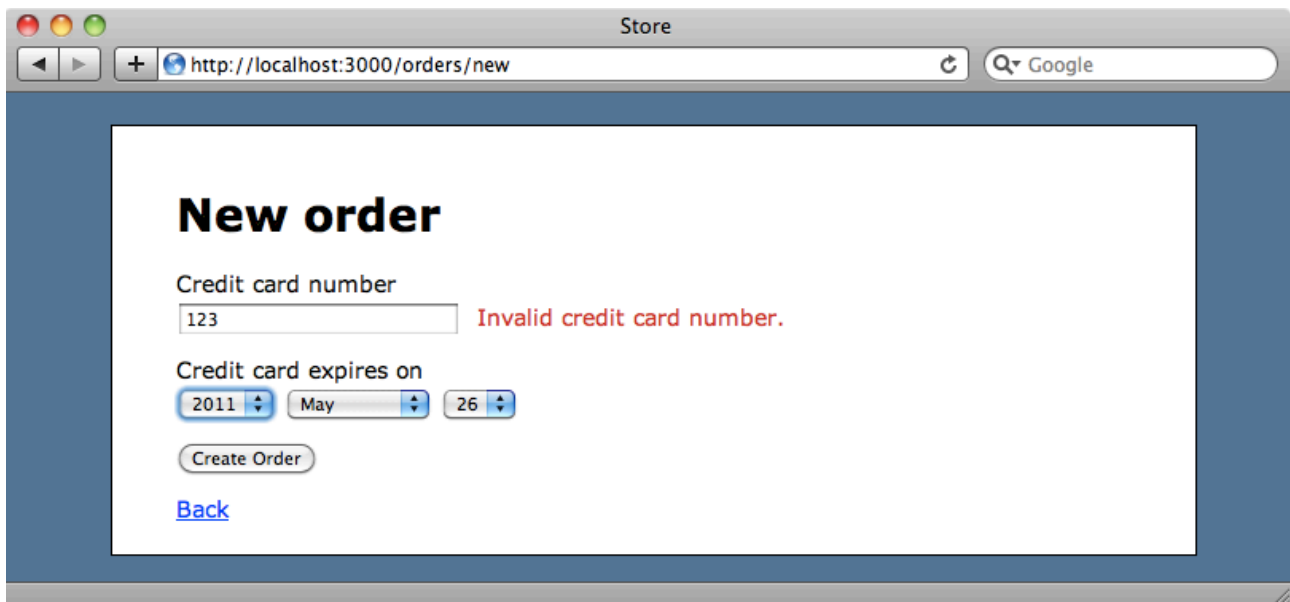 Store
+ http://localhost:3000/orders/new Google
New order
Credit card number
123 Invalid credit card number.
Credit card expires on
2011 May 26
Create Order
Back